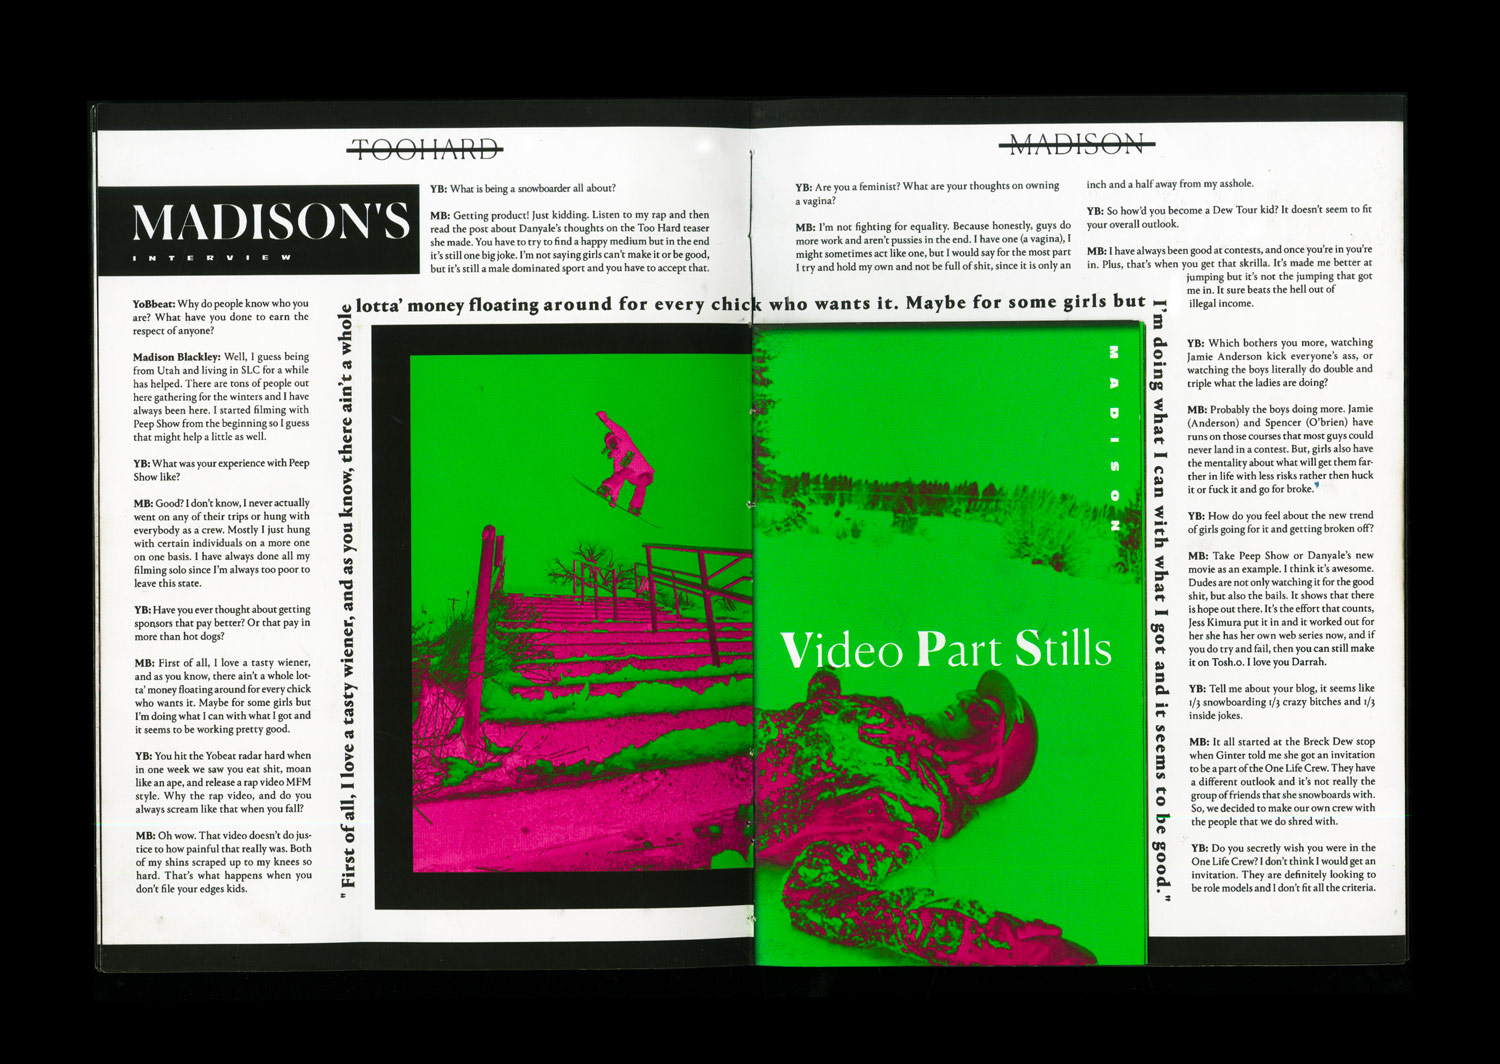 TOOHARD
MADISON'S
INTERVIEW
YoBbeat: Why do people know who you
are? What have you done to earn the
respect of anyone?
Madison Blackley: Well, I guess being
from Utah and living in SLC for a while
has helped. There are tons of people out
here gathering for the winters and I have
always been here. I started filming with
Peep Show from the beginning so I guess
that might help a little as well.
YB: What was your experience with Peep
Show like?
MB: Good? I don't know, I never actually
went on any of their trips or hung with
everybody as a crew. Mostly I just hung
with certain individuals on a more one
on one basis. I have always done all my
filming solo since I'm always too poor to
leave this state.
YB: Have you ever thought about getting
sponsors that pay better? Or that pay in
more than hot dogs?
MB: First of all, I love a tasty wiener,
and as you know, there ain't a whole lot-
ta' money floating around for every chick
who wants it. Maybe for some girls but
I'm doing what I can with what I got and
it seems to be working pretty good.
YB: You hit the Yobeat radar hard when
in one week we saw you eat shit, moan
like an ape, and release a rap video MFM
style. Why the rap video, and do you
always scream like that when you fall?
MB: Oh wow. That video doesn't do jus-
tice to how painful that really was. Both
of my shins scraped up to my knees so
hard. That's what happens when you
don't file your edges kids.
YB: What is being a snowboarder all about?
MB: Getting product! Just kidding. Listen to my rap and then
read the post about Danyale's thoughts on the Too Hard teaser
she made. You have to try to find a happy medium but in the end
it's still one big joke. I'm not saying girls can't make it or be good,
but it's still a male dominated sport and you have to accept that.
"First of all, I love a tasty wiener, and as you know, there ain't a whole
lotta' money floating around for every chick who wants it. Maybe for some girls but
I'm doing what I can with what I got and it seems to be good."
MADISON
Video Part Stills
MADISON
YB: Are you a feminist? What are your thoughts on owning
a vagina?
MB: I'm not fighting for equality. Because honestly, guys do
more work and aren't pussies in the end. I have one (a vagina), I
might sometimes act like one, but I would say for the most part
I try and hold my own and not be full of shit, since it is only an
inch and a half away from my asshole.
YB: So how'd you become a Dew Tour kid? It doesn't seem to fit
your overall outlook.
MB: I have always been good at contests, and once you're in you're
in. Plus, that's when you get that skrilla. It's made me better at
jumping but it's not the jumping that got
me in. It sure beats the hell out of
illegal income.
YB: Which bothers you more, watching
Jamie Anderson kick everyone's ass, or
watching the boys literally do double and
triple what the ladies are doing?
MB: Probably the boys doing more. Jamie
(Anderson) and Spencer (O'brien) have
runs on those courses that most guys could
never land in a contest. But, girls also have
the mentality about what will get them far-
ther in life with less risks rather then huck
it or fuck it and go for broke."
YB: How do you feel about the new trend
of girls going for it and getting broken off?
MB: Take Peep Show or Danyale's new
movie as an example. I think it's awesome.
Dudes are not only watching it for the good
shit, but also the bails. It shows that there
is hope out there. It's the effort that counts,
Jess Kimura put it in and it worked out for
her she has her own web series now, and if
you do try and fail, then you can still make
it on Tosh.o. I love you Darrah.
YB: Tell me about your blog, it seems like
1/3 snowboarding 1/3 crazy bitches and 1/3
inside jokes.
MB: It all started at the Breck Dew stop
when Ginter told me she got an invitation
to be a part of the One Life Crew. They have
a different outlook and it's not really the
group of friends that she snowboards with.
So, we decided to make our own crew with
the people that we do shred with.
YB: Do you secretly wish you were in the
One Life Crew? I don't think I would get an
invitation. They are definitely looking to
be role models and I don't fit all the criteria.